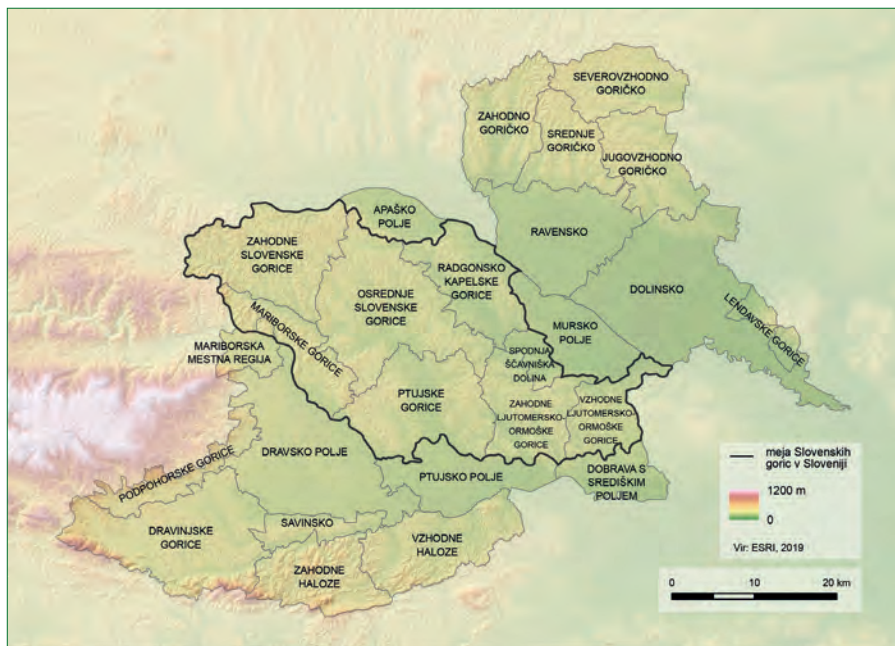 SEVEROVZHODNO
GORIČKO
ZAHODNO
GORIČKO
SREDNJE
GORIČKO
JUGOVZHODNO
GORIČKO
APAŠKO
POLJE
RAVENSKO
ZAHODNE
SLOVENSKE
GORICE
RADGONSKO
KAPELSKE
GORICE
OSREDNJE
SLOVENSKE
GORICE
DOLINSKO
LENDAVSKE GORICE
MARIBORSKE GORICE
MURSKO
POLJE
MARIBORSKA
MESTNA REGIJA
SPODNJA
ŠČAVNIŠKA
DOLINA
PTUJSKE
GORICE
ZAHODNE
LJUTOMERSKO-
ORMOŠKE
GORICE
VZHODNE
LJUTOMERSKO-
ORMOŠKE
GORICE
DRAVSKO POLJE
PODPOHORSKE GORICE
PTUJSKO POLJE
DOBRAVA S
SREDIŠKIM
POLJEM
SAVINSKO
DRAVINJSKE
GORICE
VZHODNE
HALOZE
ZAHODNE
HALOZE
meja Slovenskih
goric v Sloveniji
1200 m
0
Vir: ESRI, 2019
0 10 20 km